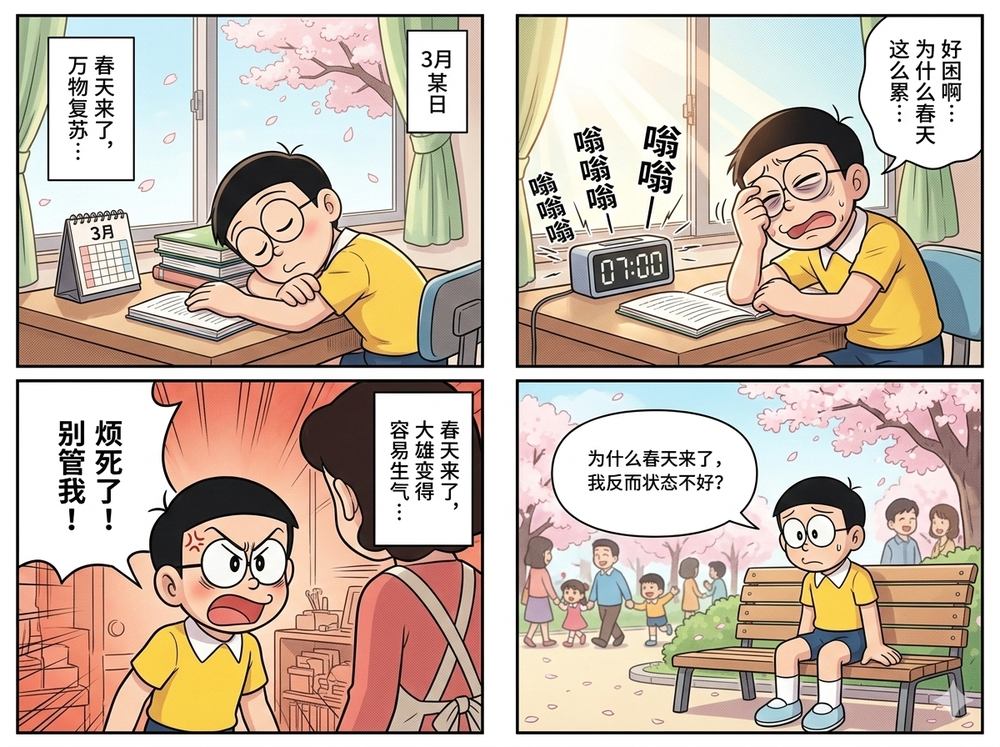 春天来了，
万物复苏…
3月
某日
3月
好困啊…
为什么春天
这么累…
嗡嗡嗡
嗡嗡嗡
嗡嗡
07:00
烦死了！
别管我！
春天来了，
大雄变得
容易生气…
为什么春天来了，
我反而状态不好？